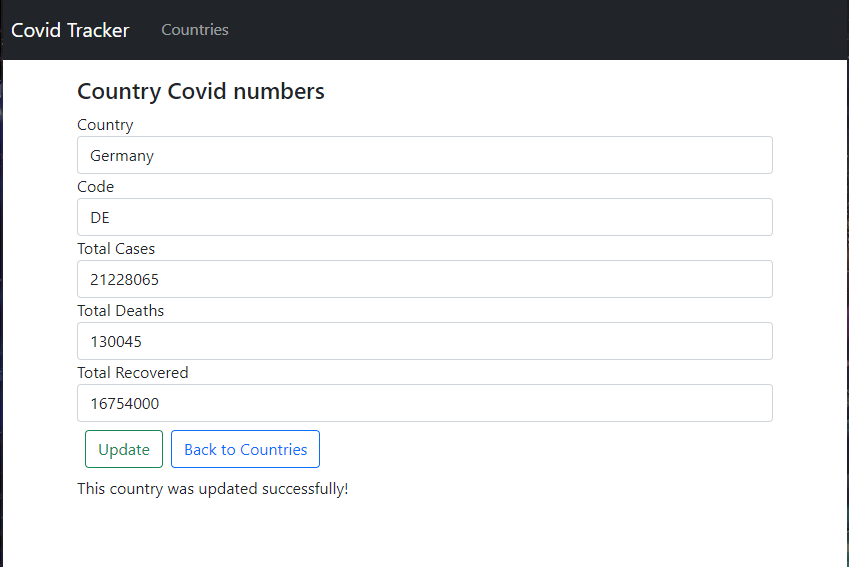 Covid Tracker Countries
Country Covid numbers
Country
Germany
Code
DE
Total Cases
21228065
Total Deaths
130045
Total Recovered
16754000
Update Back to Countries
This country was updated successfully!